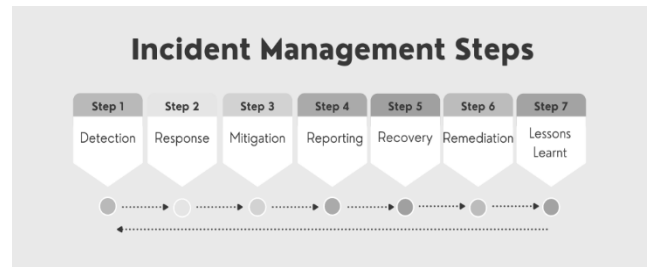 Incident Management Steps
Step 1
Step 2
Step 3
Step 4
Step 5
Step 6
Step 7
Detection
Response
Mitigation
Reporting
Recovery
Remediation
Lessons
Learnt